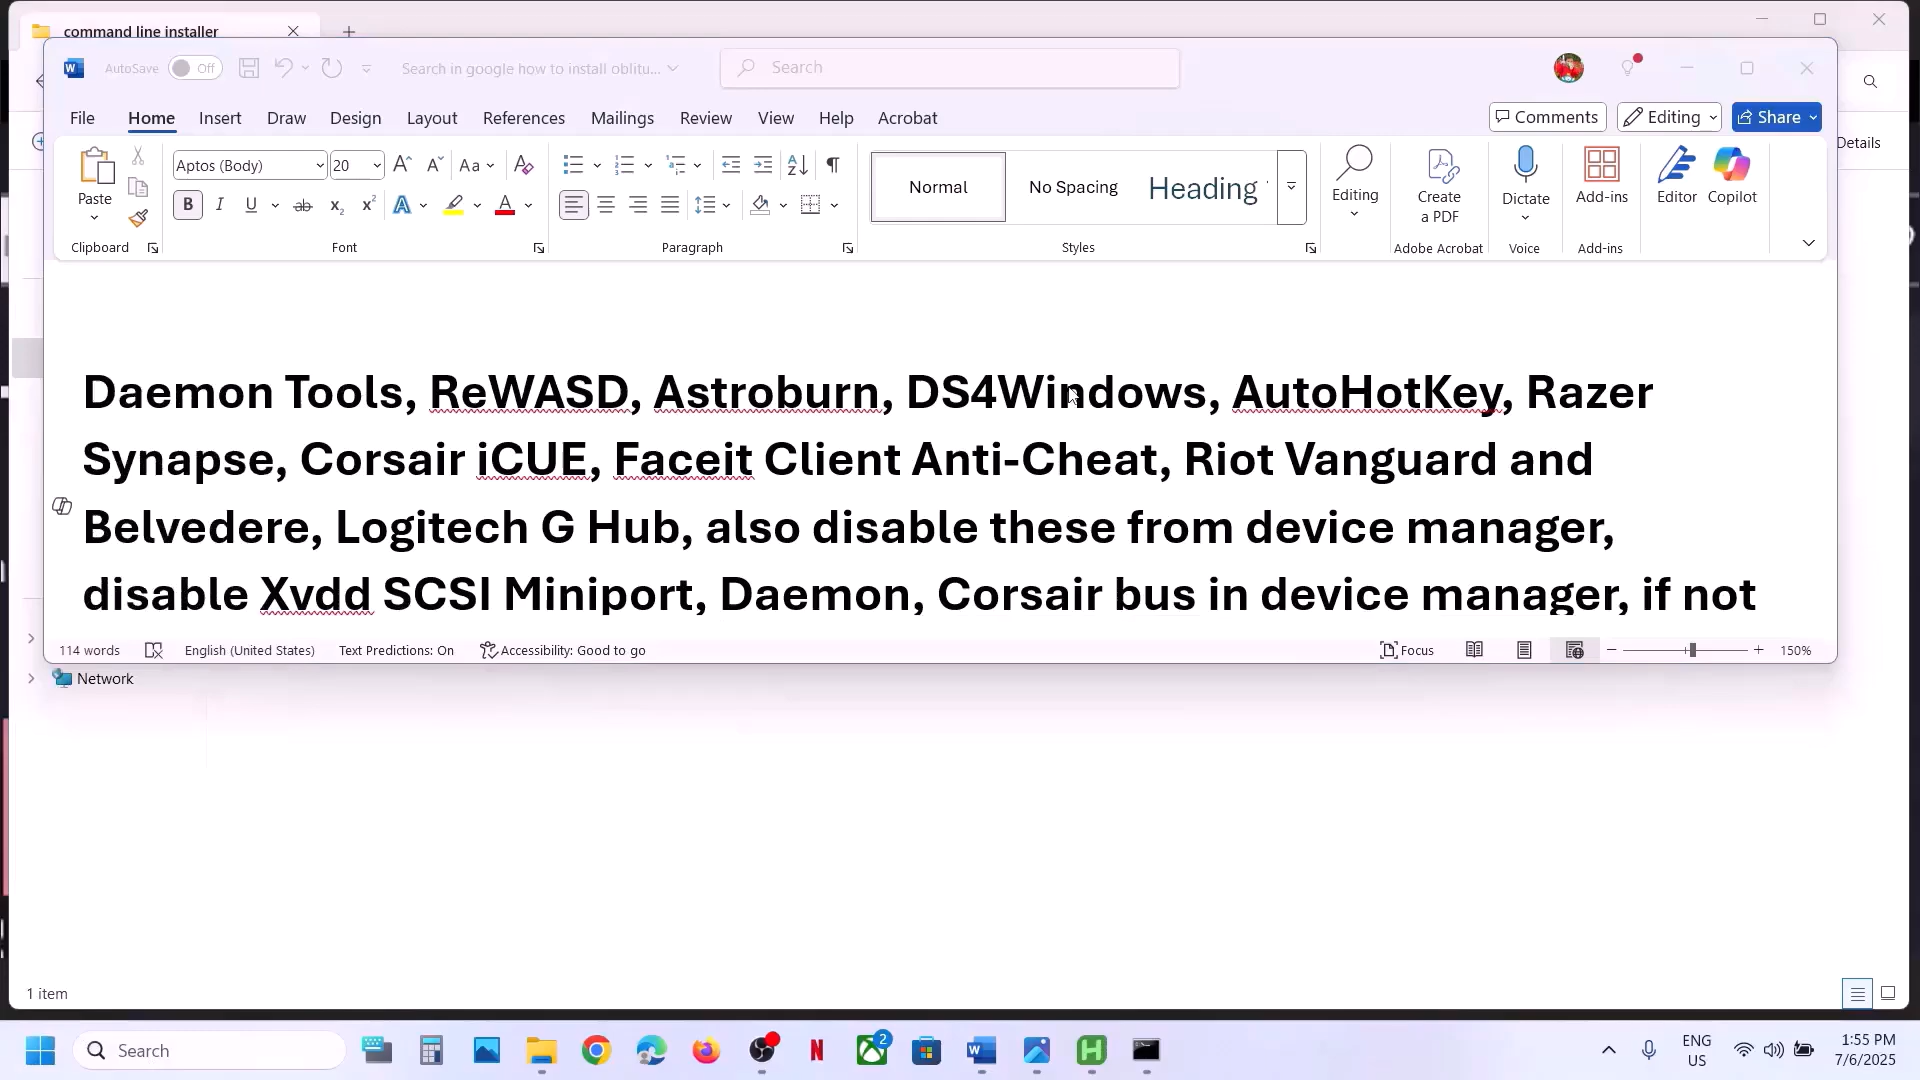 command line installer
AutoSave Off Search in google how to install oblitu... Search
File Home Insert Draw Design Layout References Mailings Review View Help Acrobat Comments Editing Share
Details
Paste Aptos (Body) 20 Aa Normal No Spacing Heading Editing Create a PDF Dictate Add-ins Editor Copilot
Clipboard Font Paragraph Styles Adobe Acrobat Voice Add-ins
Daemon Tools, ReWASD, Astroburn, DS4Windows, AutoHotKey, Razer
Synapse, Corsair iCUE, Faceit Client Anti-Cheat, Riot Vanguard and
Belvedere, Logitech G Hub, also disable these from device manager,
disable Xvdd SCSI Miniport, Daemon, Corsair bus in device manager, if not
114 words English (United States) Text Predictions: On Accessibility: Good to go Focus 150%
Network
1 item
Search 2 ENG US 1:55 PM 7/6/2025